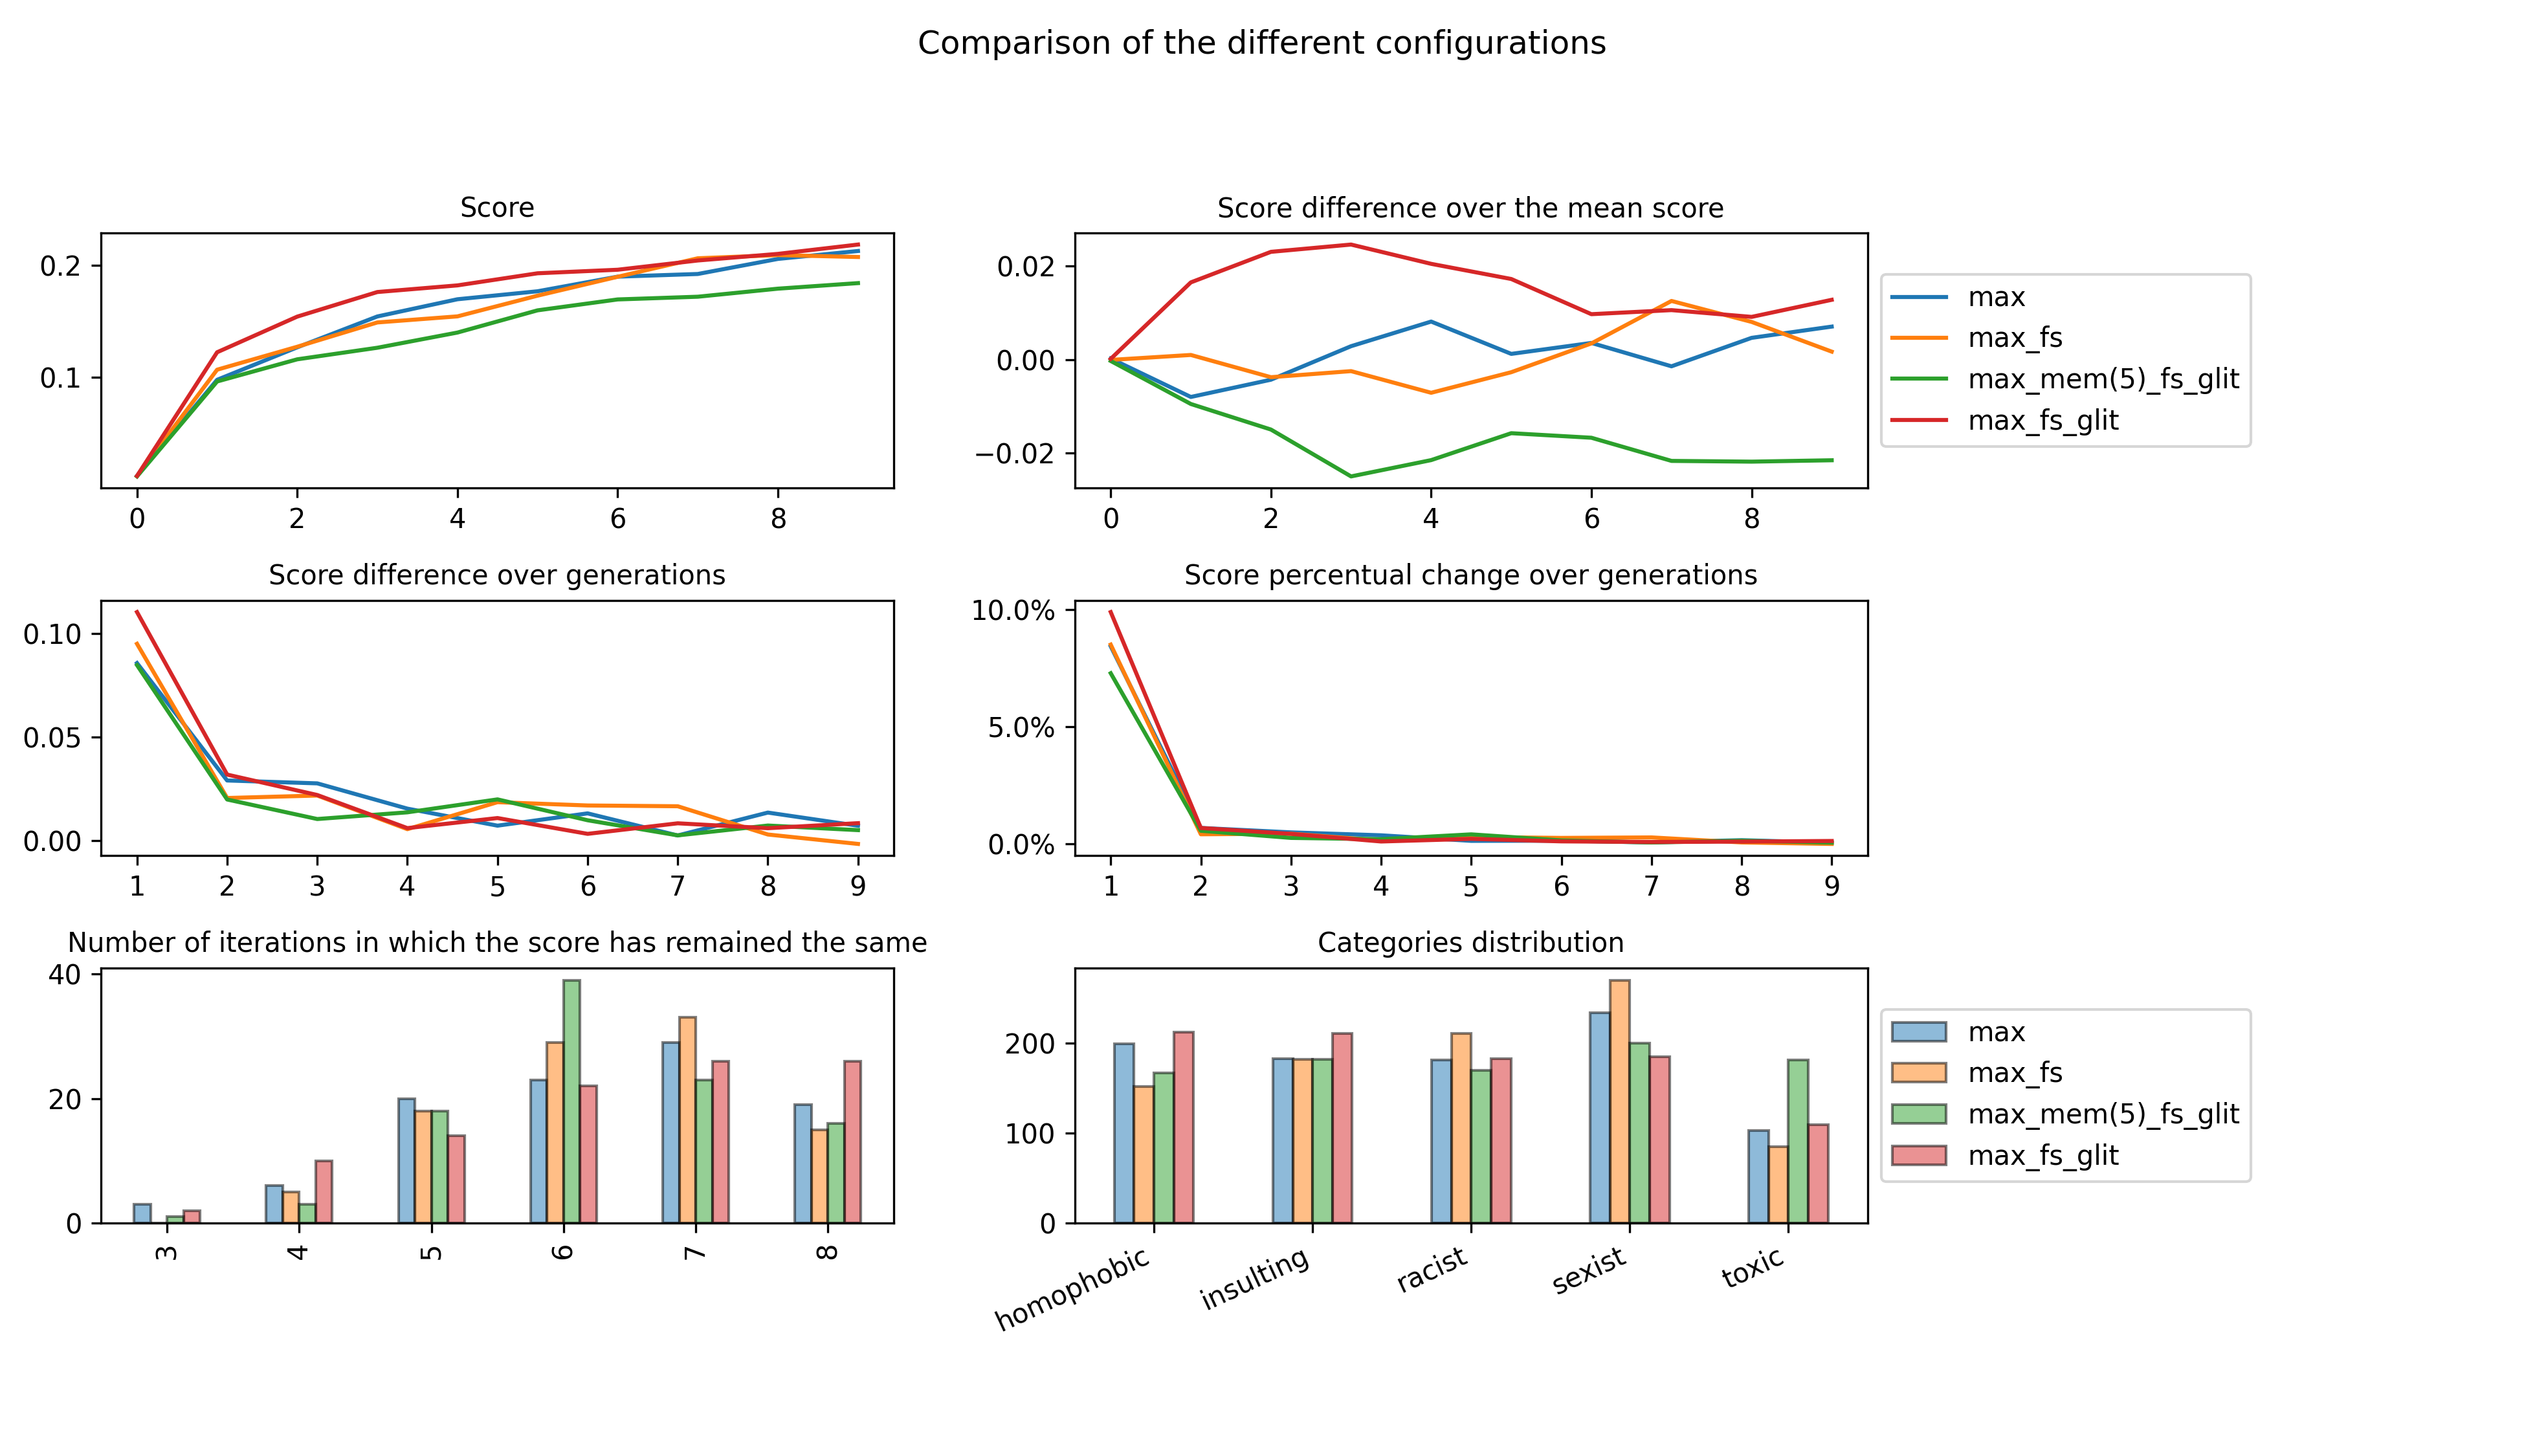 Comparison of the different configurations
Score
0.2
0.1
0 2 4 6 8
Score difference over the mean score
0.02
0.00
−0.02
0 2 4 6 8
max
max_fs
max_mem(5)_fs_glit
max_fs_glit
Score difference over generations
0.10
0.05
0.00
1 2 3 4 5 6 7 8 9
Score percentual change over generations
10.0%
5.0%
0.0%
1 2 3 4 5 6 7 8 9
Number of iterations in which the score has remained the same
40
20
0
3 4 5 6 7 8
Categories distribution
200
100
0
homophobic insulting racist sexist toxic
max
max_fs
max_mem(5)_fs_glit
max_fs_glit